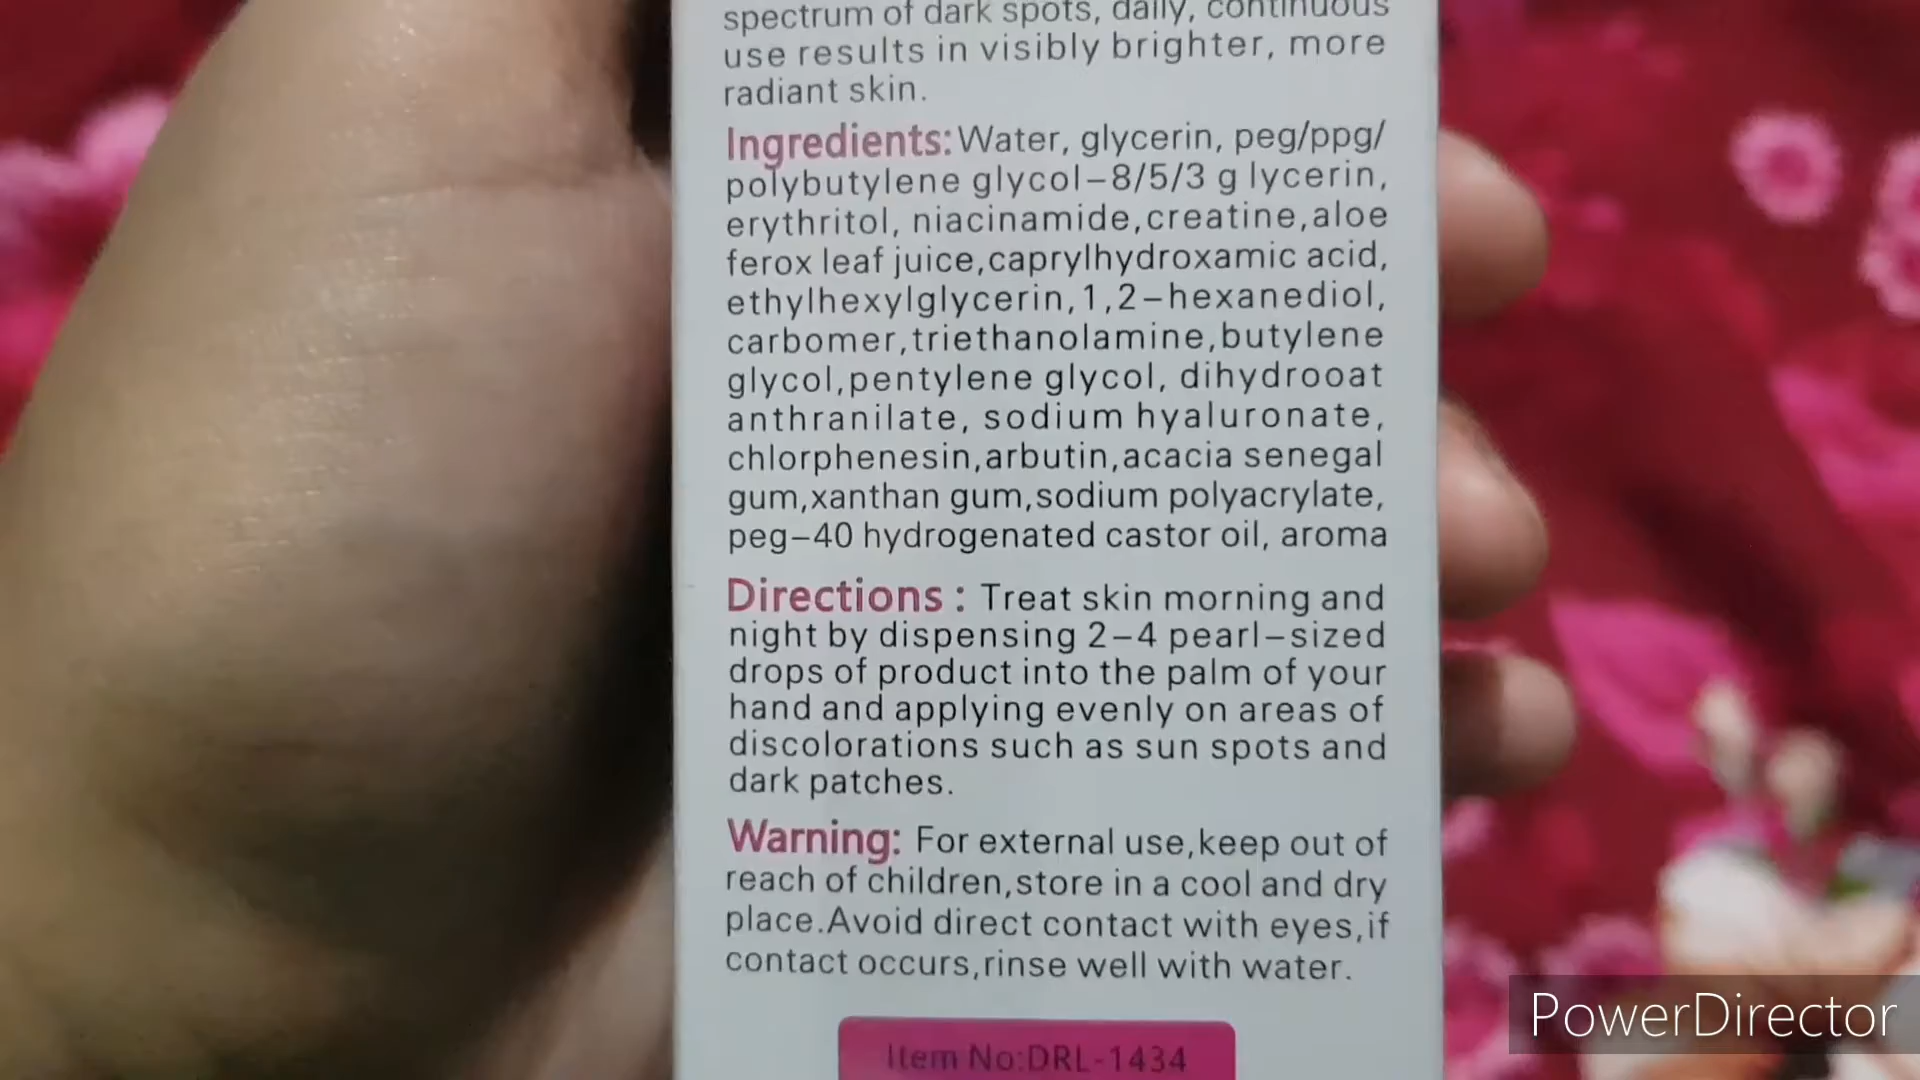 spectrum of dark spots, daily, continuous
use results in visibly brighter, more
radiant skin.
Ingredients: Water, glycerin, peg/ppg/
polybutylene glycol-8/5/3 g lycerin,
erythritol, niacinamide,creatine,aloe
ferox leaf juice,caprylhydroxamic acid,
ethylhexylglycerin,1,2-hexanediol,
carbomer,triethanolamine,butylene
glycol,pentylene glycol, dihydrooat
anthranilate, sodium hyaluronate,
chlorphenesin,arbutin,acacia senegal
gum,xanthan gum,sodium polyacrylate,
peg-40 hydrogenated castor oil, aroma
Directions : Treat skin morning and
night by dispensing 2-4 pearl-sized
drops of product into the palm of your
hand and applying evenly on areas of
discolorations such as sun spots and
dark patches.
Warning: For external use,keep out of
reach of children,store in a cool and dry
place.Avoid direct contact with eyes,if
contact occurs,rinse well with water.
Item No:DRL-1434
PowerDirector